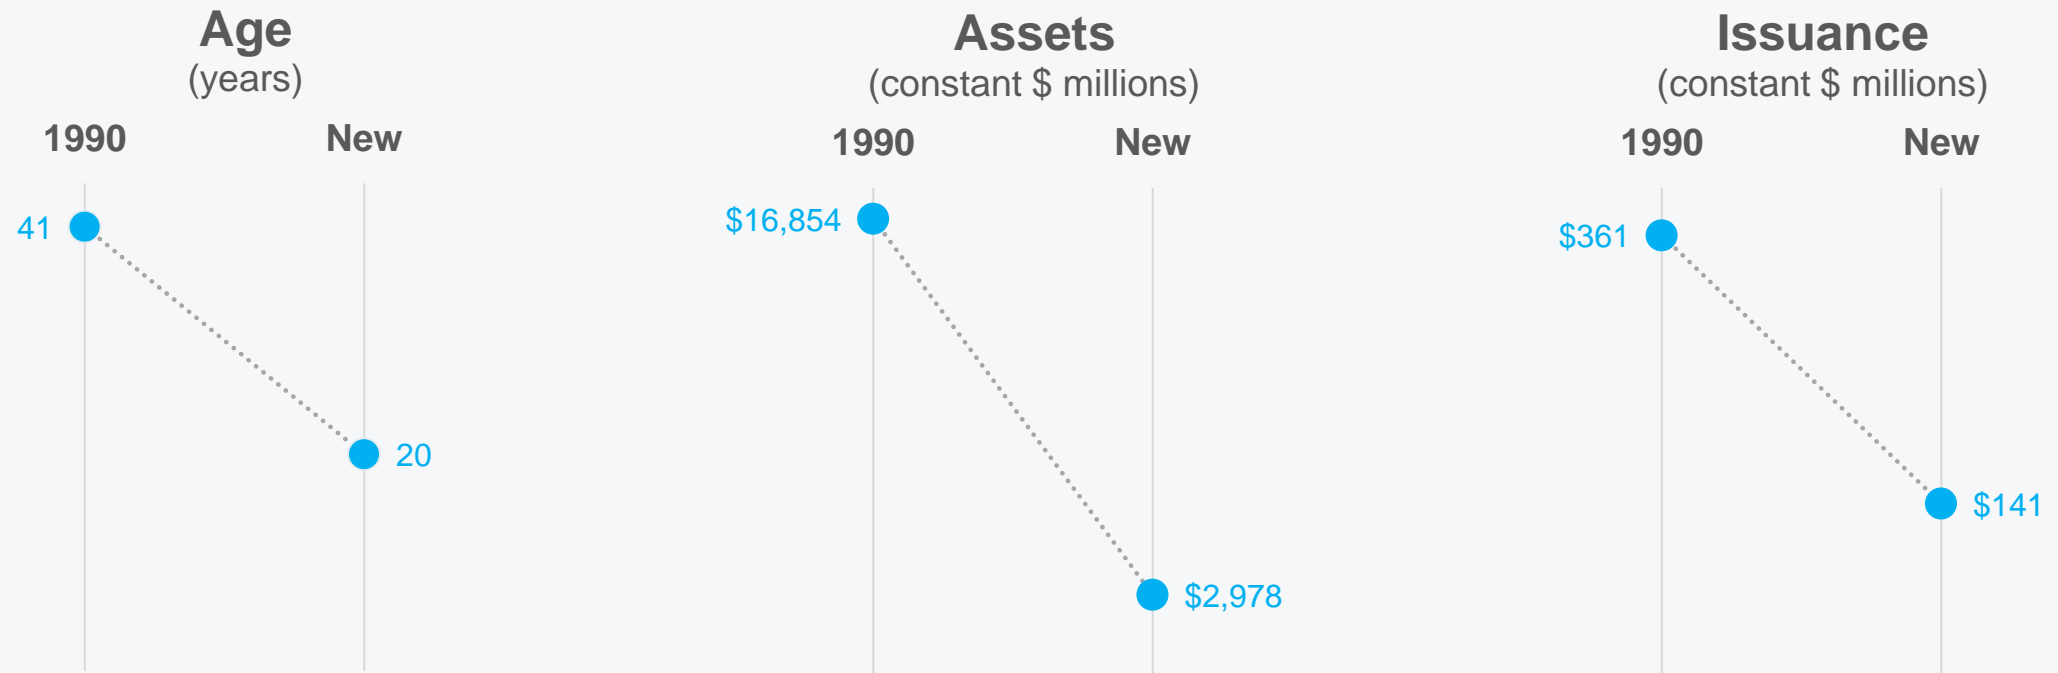 Age
(years)
1990 New
41
20
Assets
(constant $ millions)
1990 New
$16,854
$2,978
Issuance
(constant $ millions)
1990 New
$361
$141